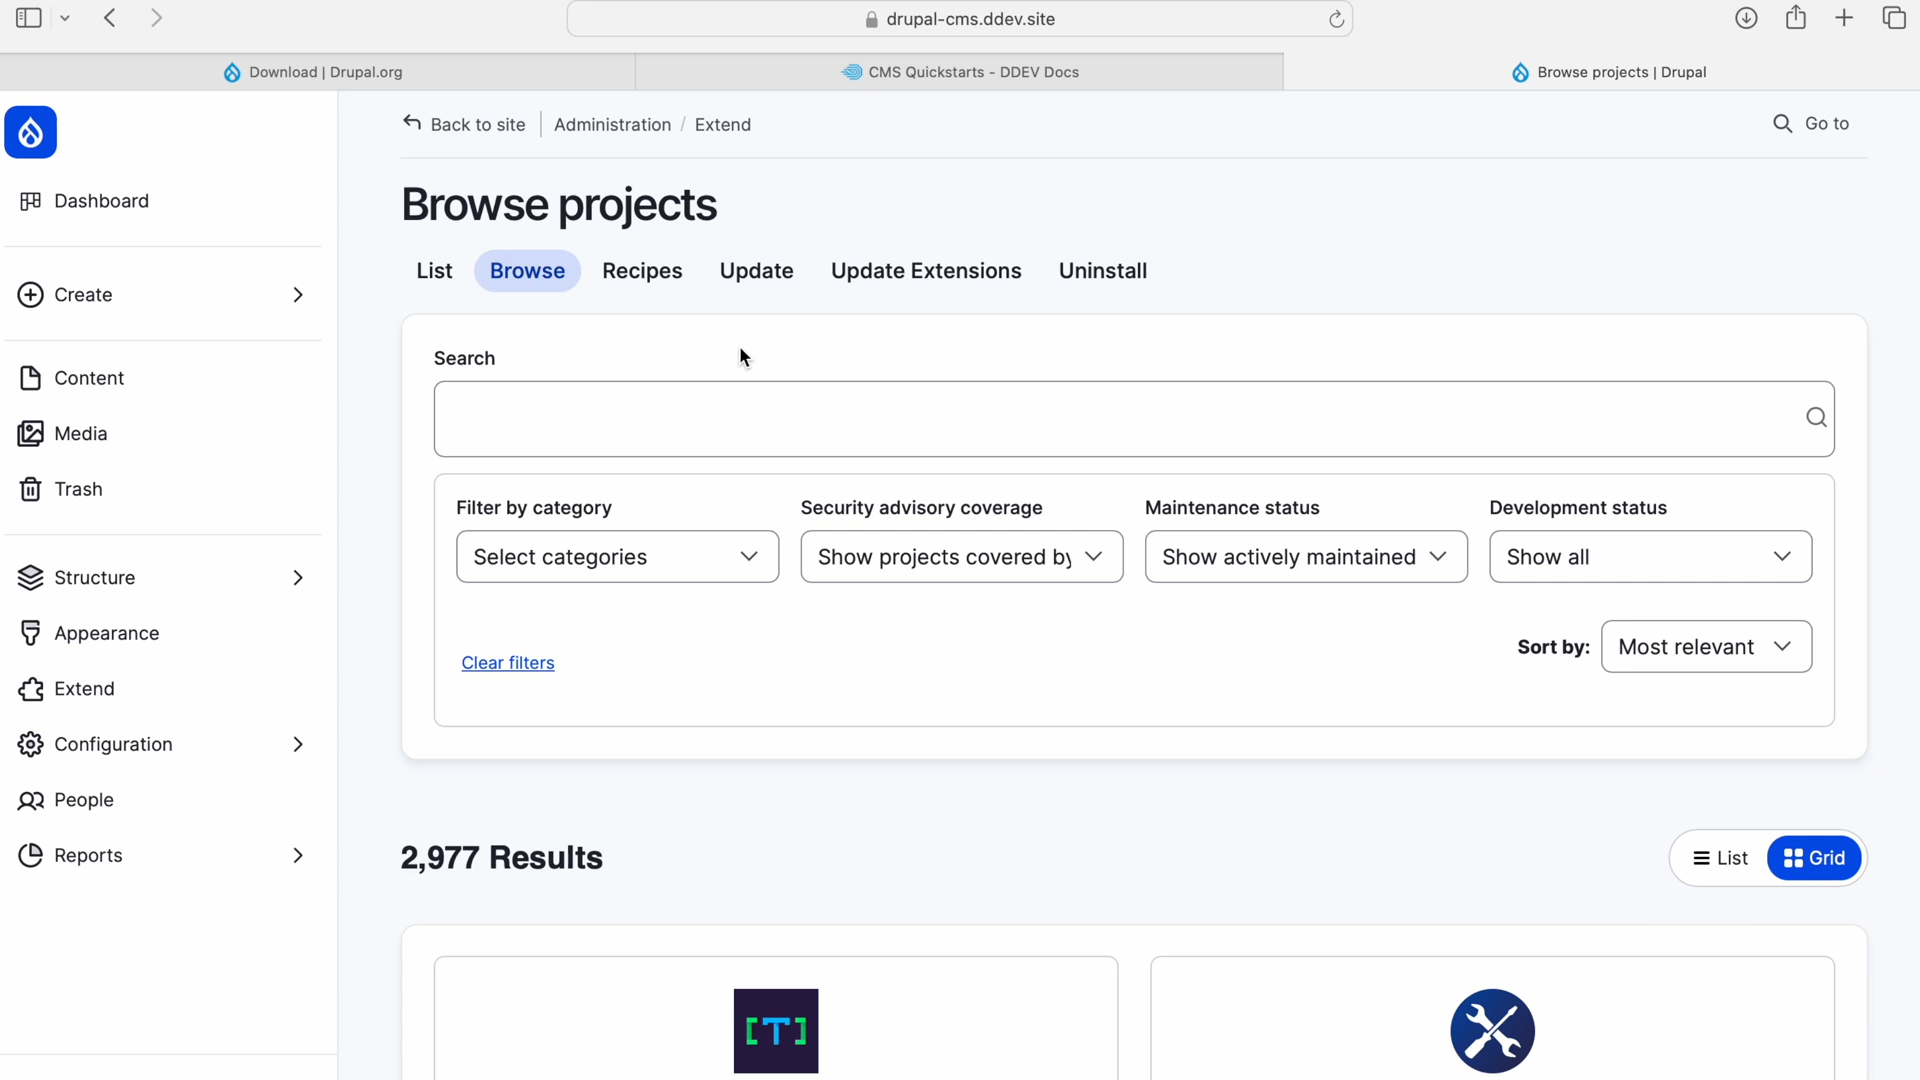 drupal-cms.ddev.site
Download | Drupal.org
CMS Quickstarts - DDEV Docs
Browse projects | Drupal
Back to site
Administration / Extend
Go to
Dashboard
Create
Content
Media
Trash
Structure
Appearance
Extend
Configuration
People
Reports
Browse projects
List
Browse
Recipes
Update
Update Extensions
Uninstall
Search
Filter by category
Security advisory coverage
Maintenance status
Development status
Select categories
Show projects covered by
Show actively maintained
Show all
Clear filters
Sort by:
Most relevant
2,977 Results
List
Grid
[T]